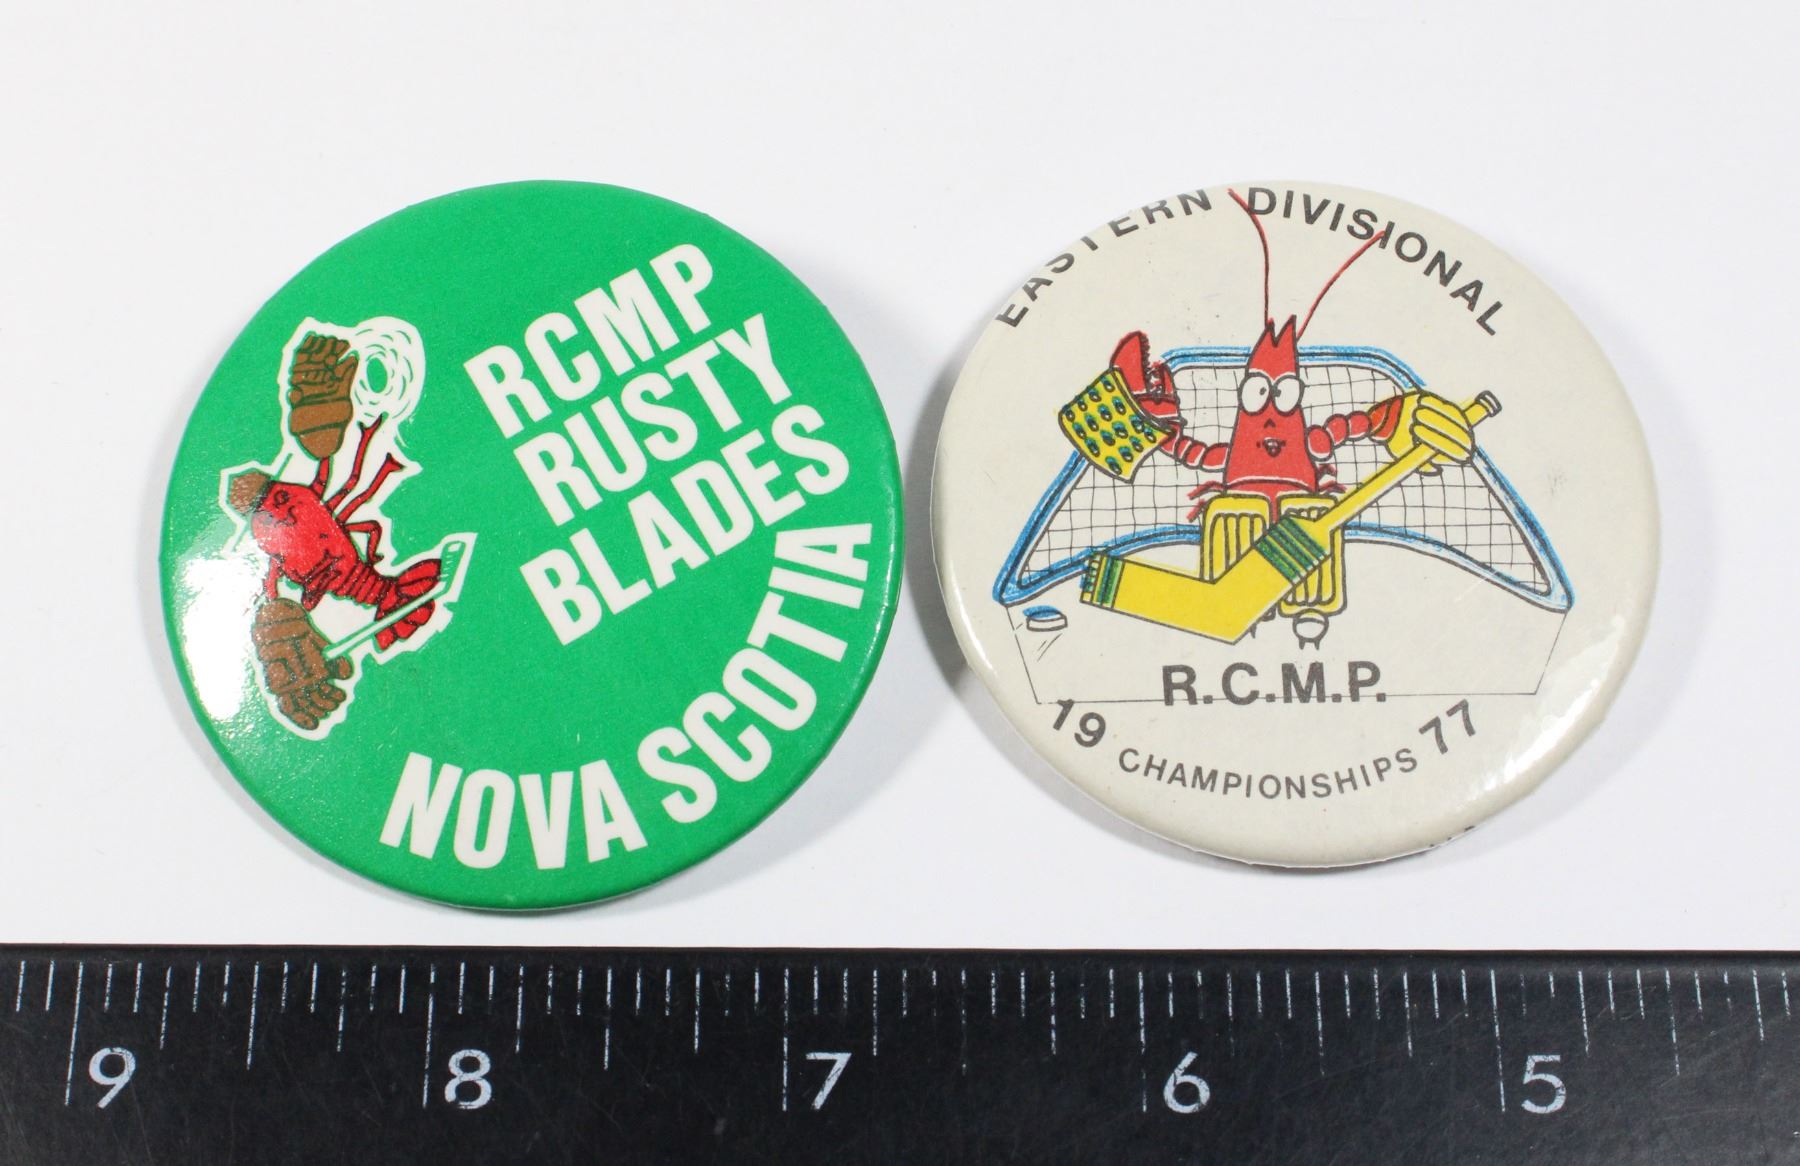 RCMP
RUSTY
BLADES
NOVA SCOTIA
EASTERN DIVISIONAL
R.C.M.P.
19 CHAMPIONSHIPS 77
9 8 7 6 5